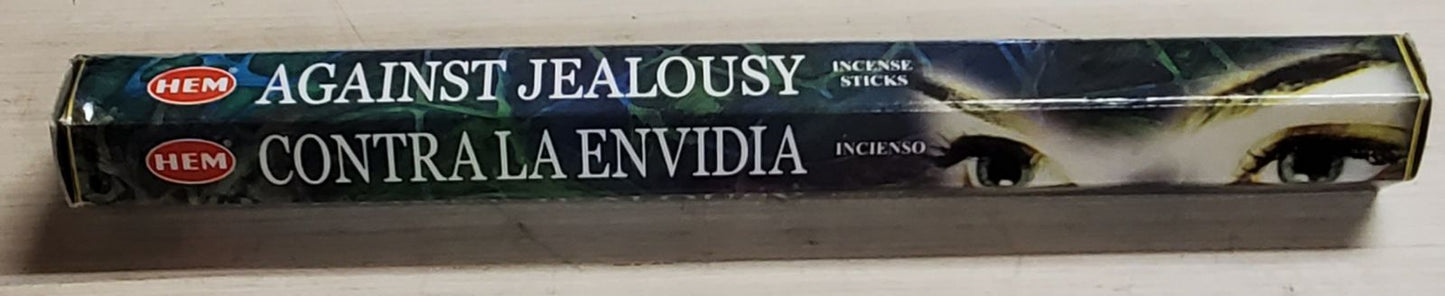 HEM AGAINST JEALOUSY INCENSE STICKS
HEM CONTRA LA ENVIDIA INCIENSO